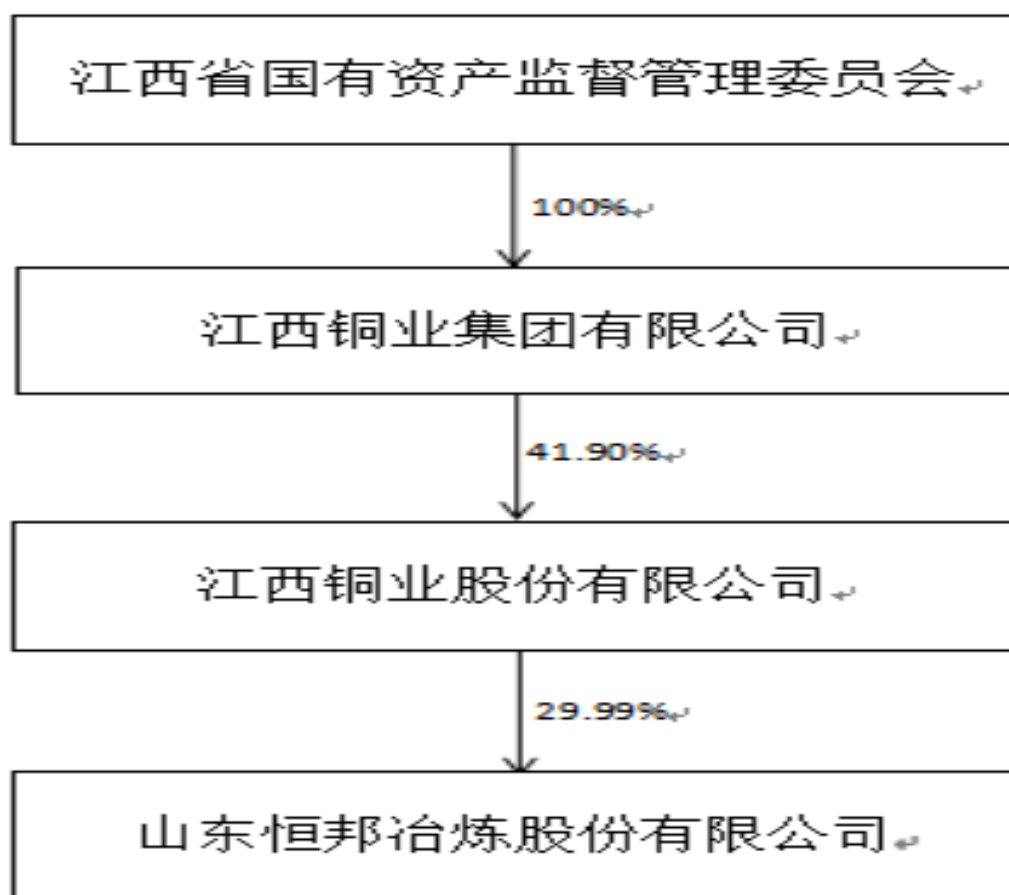 江西省国有资产监督管理委员会
100%
江西铜业集团有限公司
41.90%
江西铜业股份有限公司
29.99%
山东恒邦冶炼股份有限公司